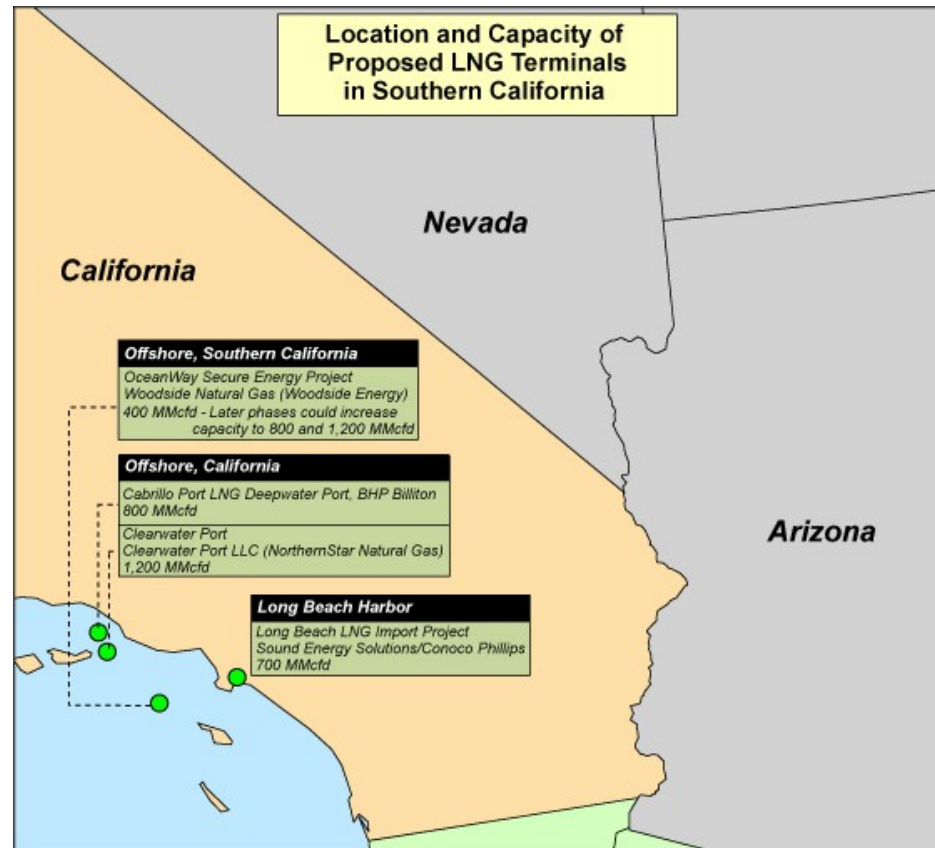 Location and Capacity of
Proposed LNG Terminals
in Southern California
Nevada
California
Arizona
Offshore, Southern California
OceanWay Secure Energy Project
Woodside Natural Gas (Woodside Energy)
400 MMcfd - Later phases could increase
capacity to 800 and 1,200 MMcfd
Offshore, California
Cabrillo Port LNG Deepwater Port, BHP Billiton
800 MMcfd
Clearwater Port
Clearwater Port LLC (NorthernStar Natural Gas)
1,200 MMcfd
Long Beach Harbor
Long Beach LNG Import Project
Sound Energy Solutions/Conoco Phillips
700 MMcfd